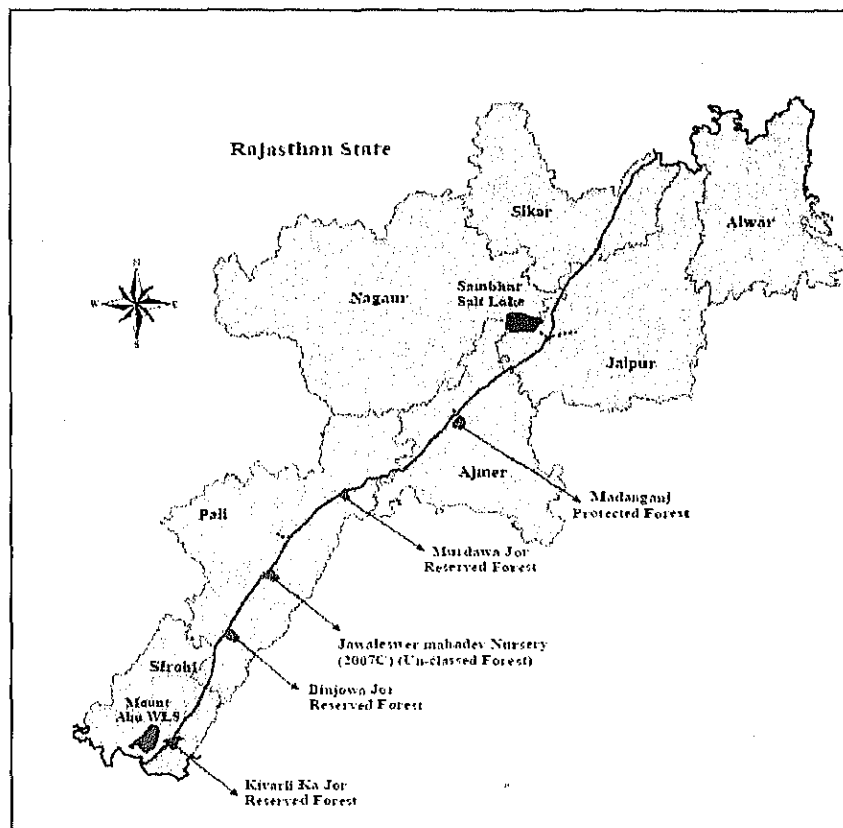 Rajasthan State
Sikar
Alwar
N
W
E
S
Nagaur
Sambhar
Salt Lake
Jaipur
Ajmer
Madanganj
Protected Forest
Pali
Murdawa Jor
Reserved Forest
Jawaleswer mahadev Nursery
(2007C) (Un-classed Forest)
Sirohi
Binjowa Jor
Reserved Forest
Mount
Abu WLS
Kivarli Ka Jor
Reserved Forest